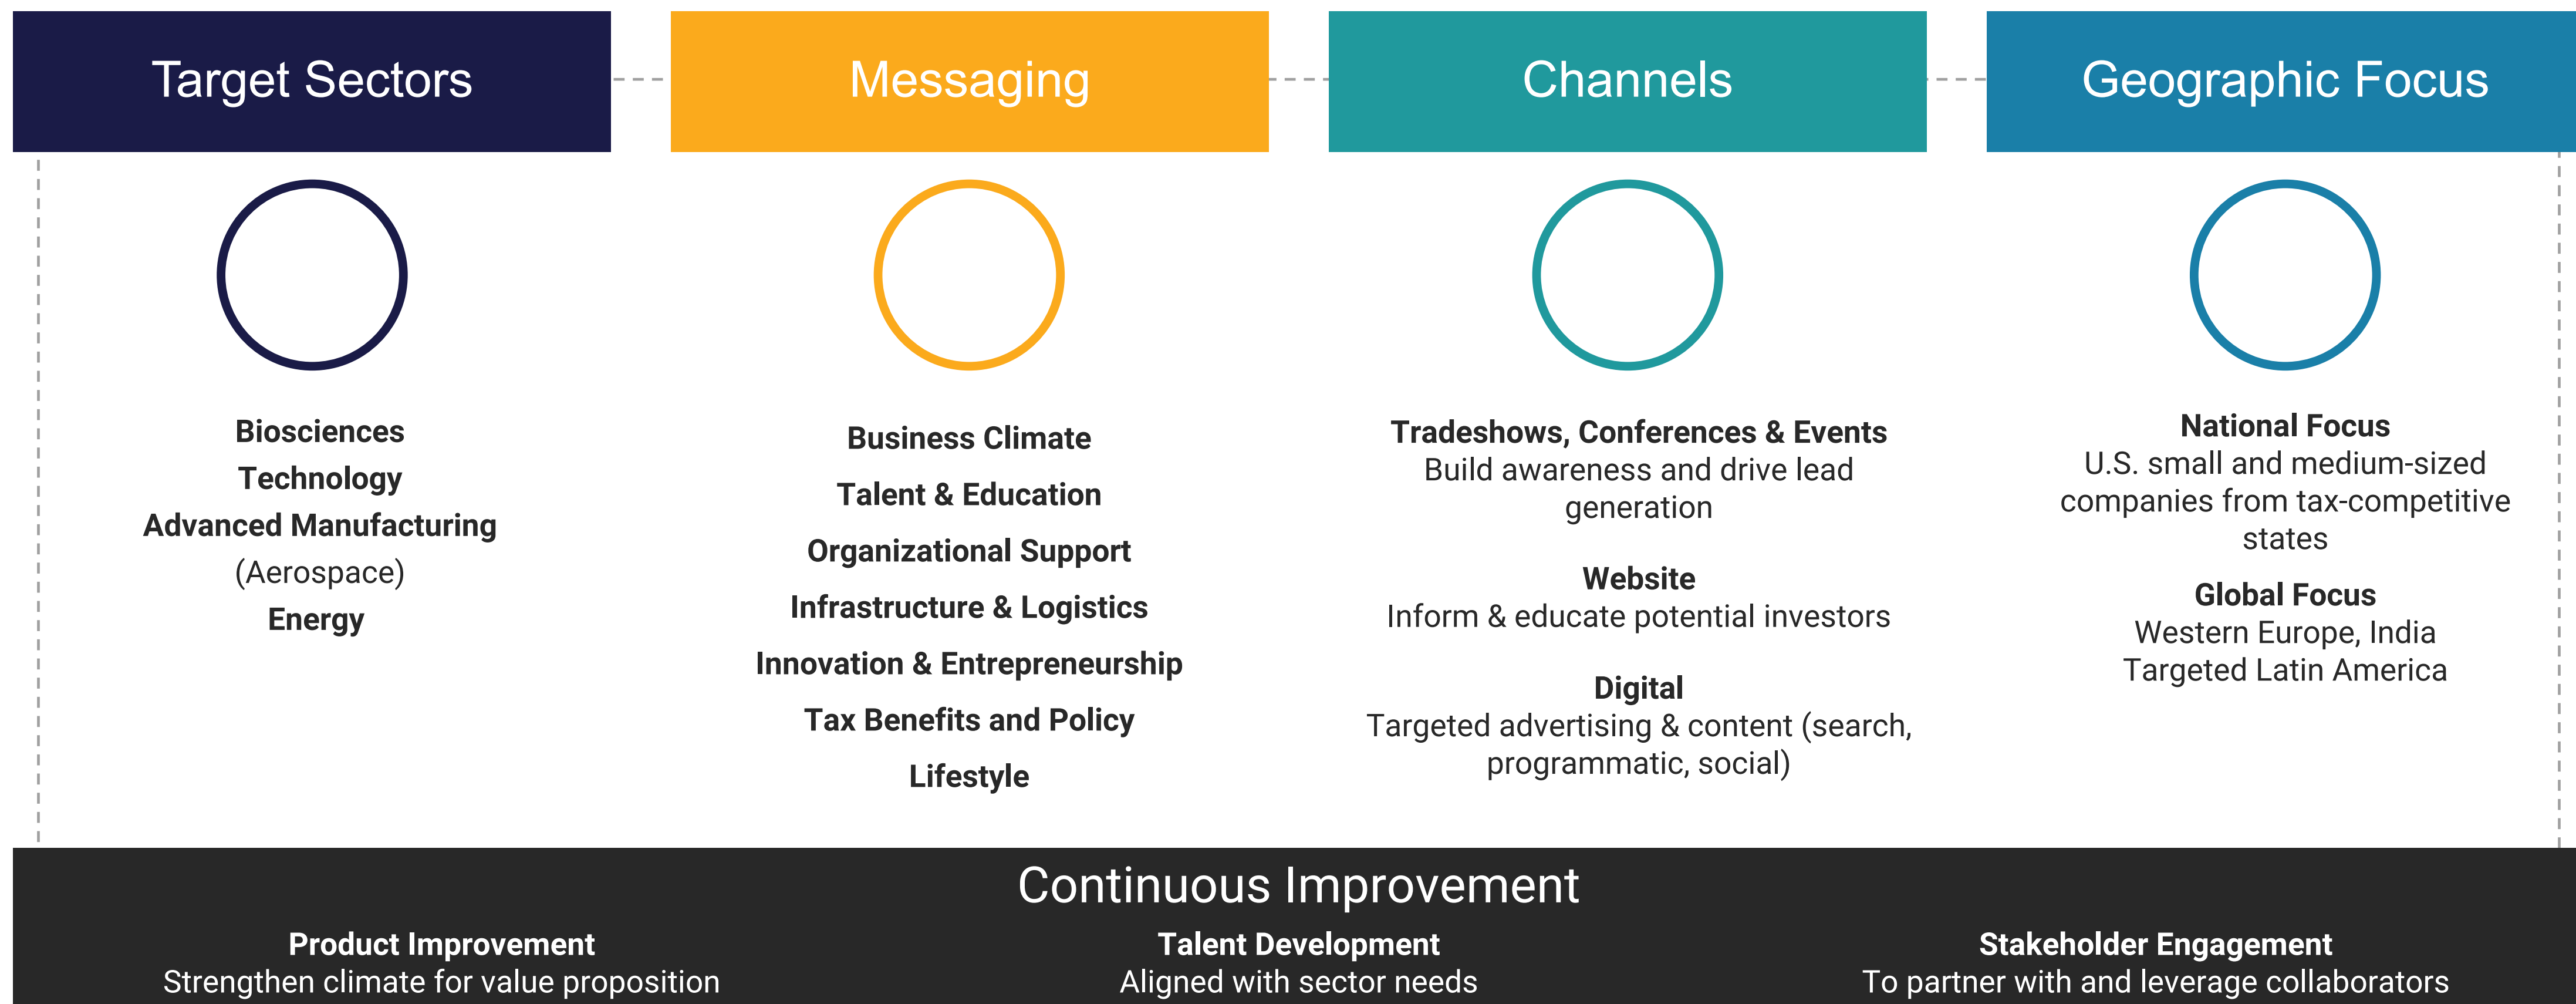 Target Sectors
Messaging
Channels
Geographic Focus
Biosciences
Technology
Advanced Manufacturing
(Aerospace)
Energy
Business Climate
Talent & Education
Organizational Support
Infrastructure & Logistics
Innovation & Entrepreneurship
Tax Benefits and Policy
Lifestyle
Tradeshows, Conferences & Events
Build awareness and drive lead
generation
Website
Inform & educate potential investors
Digital
Targeted advertising & content (search,
programmatic, social)
National Focus
U.S. small and medium-sized
companies from tax-competitive
states
Global Focus
Western Europe, India
Targeted Latin America
Continuous Improvement
Product Improvement
Strengthen climate for value proposition
Talent Development
Aligned with sector needs
Stakeholder Engagement
To partner with and leverage collaborators